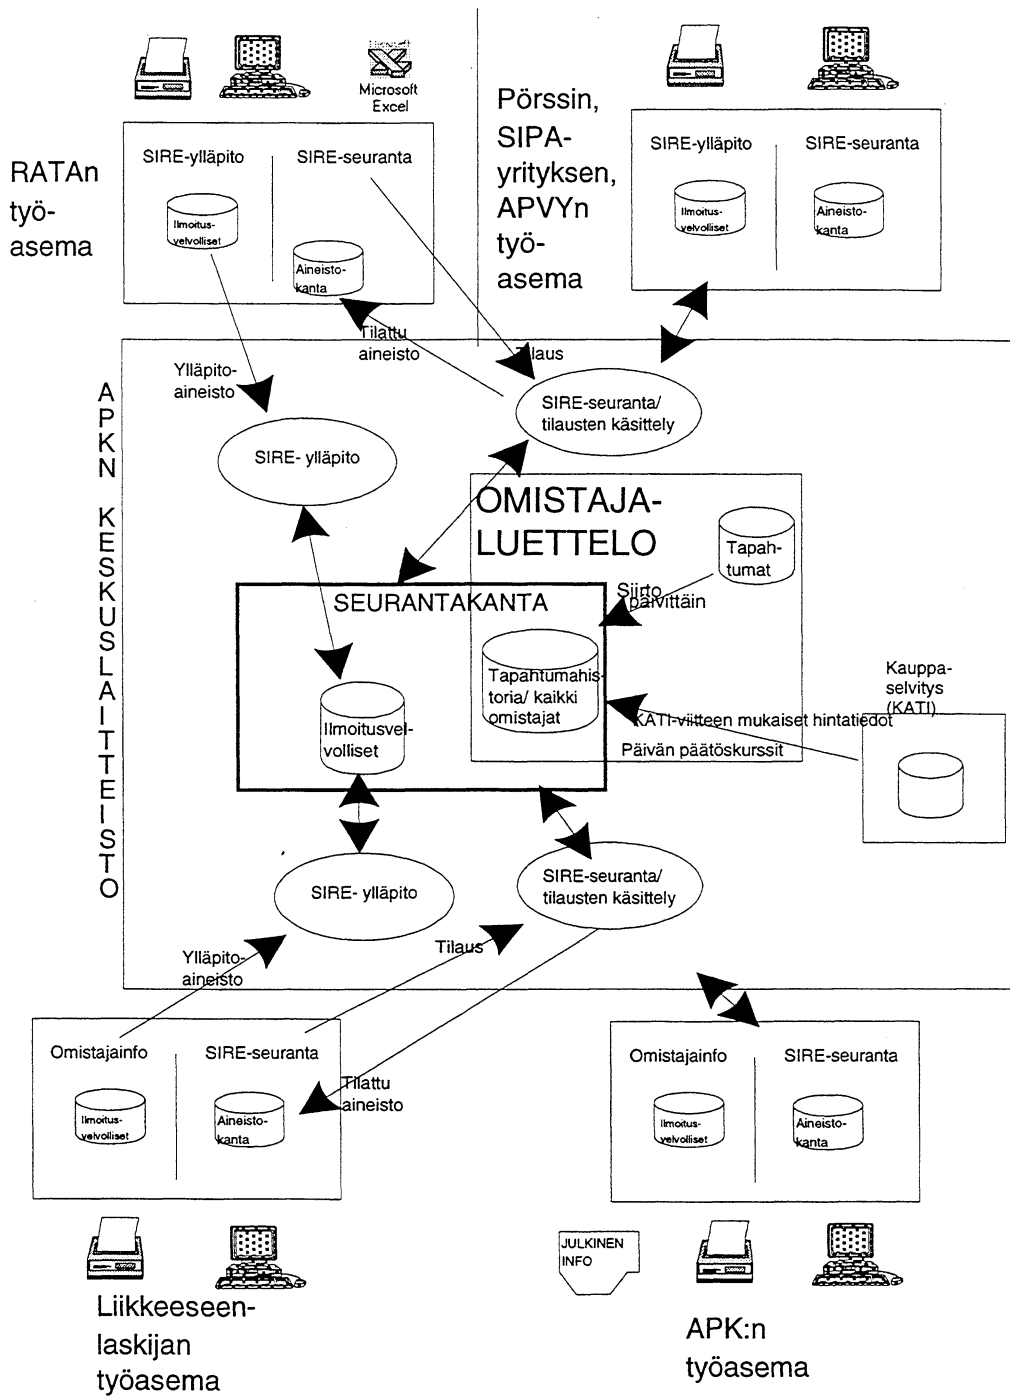 Microsoft
Excel
RATAn
työ-
asema
SIRE-ylläpito
SIRE-seuranta
Ilmoitus-
velvolliset
Aineisto-
kanta
Pörssin,
SIPA-
yrityksen,
APVYn
työ-
asema
SIRE-ylläpito
SIRE-seuranta
Ilmoitus-
velvolliset
Aineisto-
kanta
Tilattu
aineisto
Tilaus
Ylläpito-
aineisto
APKN KESKUSLAITTEISTO
SIRE-seuranta/
tilausten käsittely
SIRE- ylläpito
OMISTAJA-
LUETTELO
Tapah-
tumat
Siirto
päivittäin
SEURANTAKANTA
Tapahtumahis-
toria/ kaikki
omistajat
Ilmoitusvel-
volliset
Kauppa-
selvitys
(KATI)
KATI-viitteen mukaiset hintatiedot
Päivän päätöskurssit
SIRE- ylläpito
SIRE-seuranta/
tilausten käsittely
Ylläpito-
aineisto
Tilaus
Omistajainfo
SIRE-seuranta
Ilmoitus-
velvolliset
Aineisto-
kanta
Tilattu
aineisto
Omistajainfo
SIRE-seuranta
Ilmoitus-
velvolliset
Aineisto-
kanta
JULKINEN
INFO
Liikkeeseen-
laskijan
työasema
APK:n
työasema